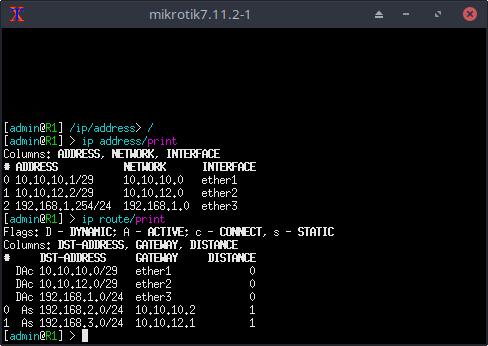 mikrotik7.11.2-1
[admin@R1] /ip/address> /
[admin@R1] > ip address/print
Columns: ADDRESS, NETWORK, INTERFACE
# ADDRESS NETWORK INTERFACE
0 10.10.10.1/29 10.10.10.0 ether1
1 10.10.12.2/29 10.10.12.0 ether2
2 192.168.1.254/24 192.168.1.0 ether3
[admin@R1] > ip route/print
Flags: D - DYNAMIC; A - ACTIVE; c - CONNECT, s - STATIC
Columns: DST-ADDRESS, GATEWAY, DISTANCE
# DST-ADDRESS GATEWAY DISTANCE
DAc 10.10.10.0/29 ether1 0
DAc 10.10.12.0/29 ether2 0
DAc 192.168.1.0/24 ether3 0
0 As 192.168.2.0/24 10.10.10.2 1
1 As 192.168.3.0/24 10.10.12.1 1
[admin@R1] >